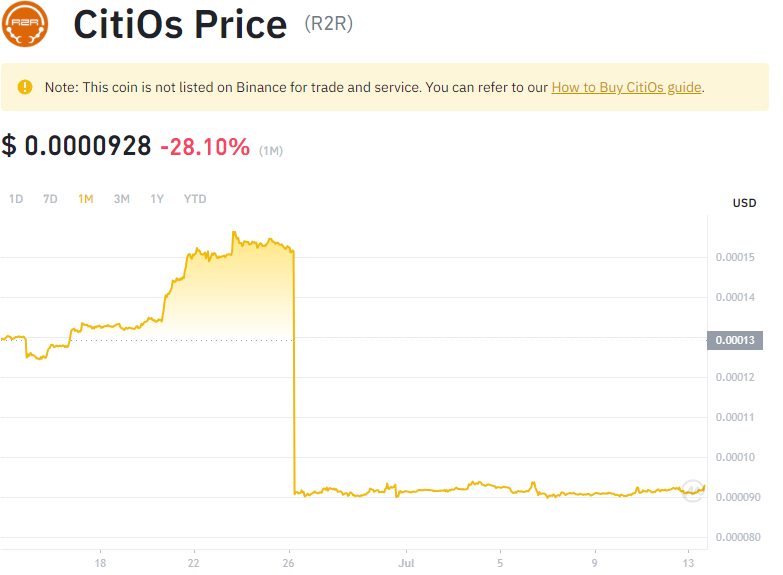 R2R
CitiOs Price (R2R)
Note: This coin is not listed on Binance for trade and service. You can refer to our How to Buy CitiOs guide.
$ 0.0000928 -28.10% (1M)
1D 7D 1M 3M 1Y YTD
USD
0.00015
0.00014
0.00013
0.00012
0.00011
0.00010
0.000090
0.000080
18 22 26 Jul 5 9 13